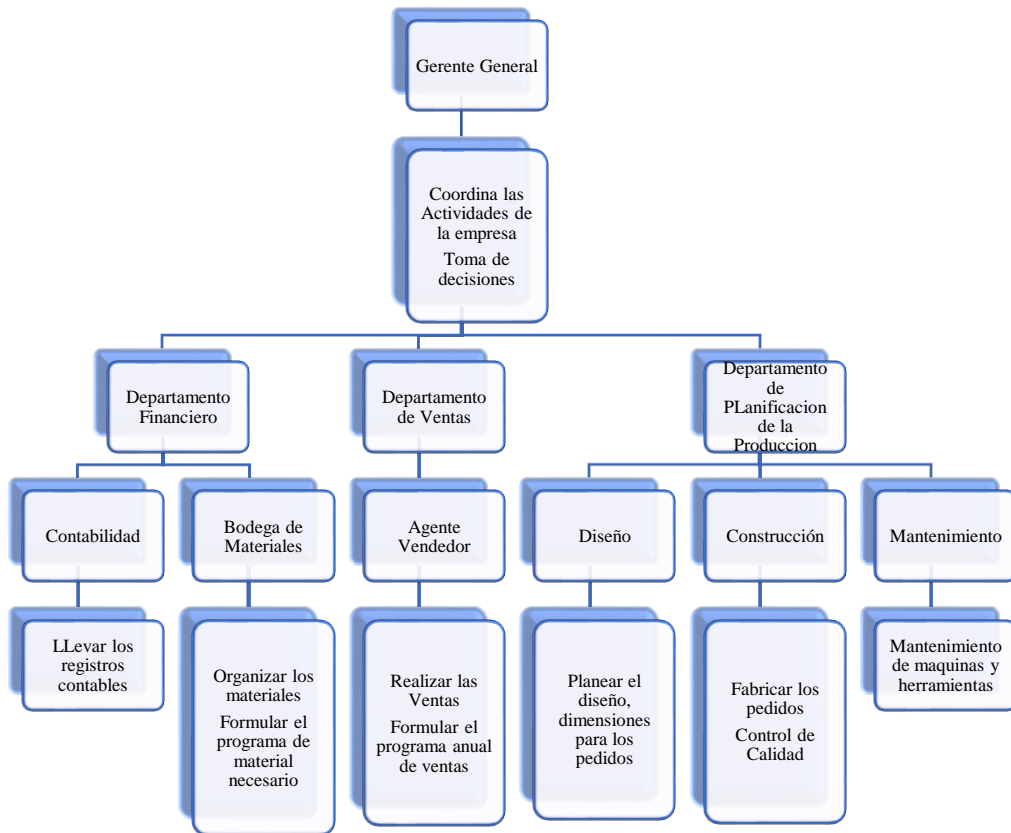 Gerente General
Coordina las
Actividades de
la empresa
Toma de
decisiones
Departamento
Financiero
Departamento
de Ventas
Departamento
de
PLanificacion
de la
Produccion
Contabilidad
Bodega de
Materiales
Agente
Vendedor
Diseño
Construcción
Mantenimiento
LLevar los
registros
contables
Organizar los
materiales
Formular el
programa de
material
necesario
Realizar las
Ventas
Formular el
programa anual
de ventas
Planear el
diseño,
dimensiones
para los
pedidos
Fabricar los
pedidos
Control de
Calidad
Mantenimiento
de maquinas y
herramientas